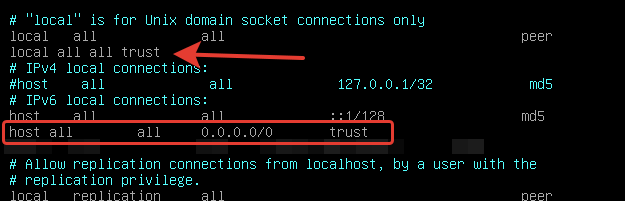 # "local" is for Unix domain socket connections only
local all all peer
local all all trust
# IPv4 local connections:
#host all all 127.0.0.1/32 md5
# IPv6 local connections:
host all all ::1/128 md5
host all all 0.0.0.0/0 trust
# Allow replication connections from localhost, by a user with the
# replication privilege.
local replication all peer